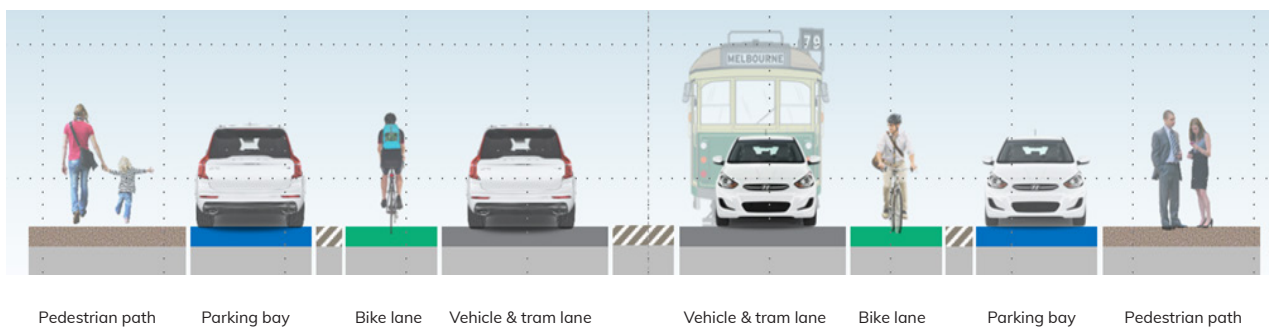 79
MELBOURNE
Pedestrian path
Parking bay
Bike lane
Vehicle & tram lane
Vehicle & tram lane
Bike lane
Parking bay
Pedestrian path